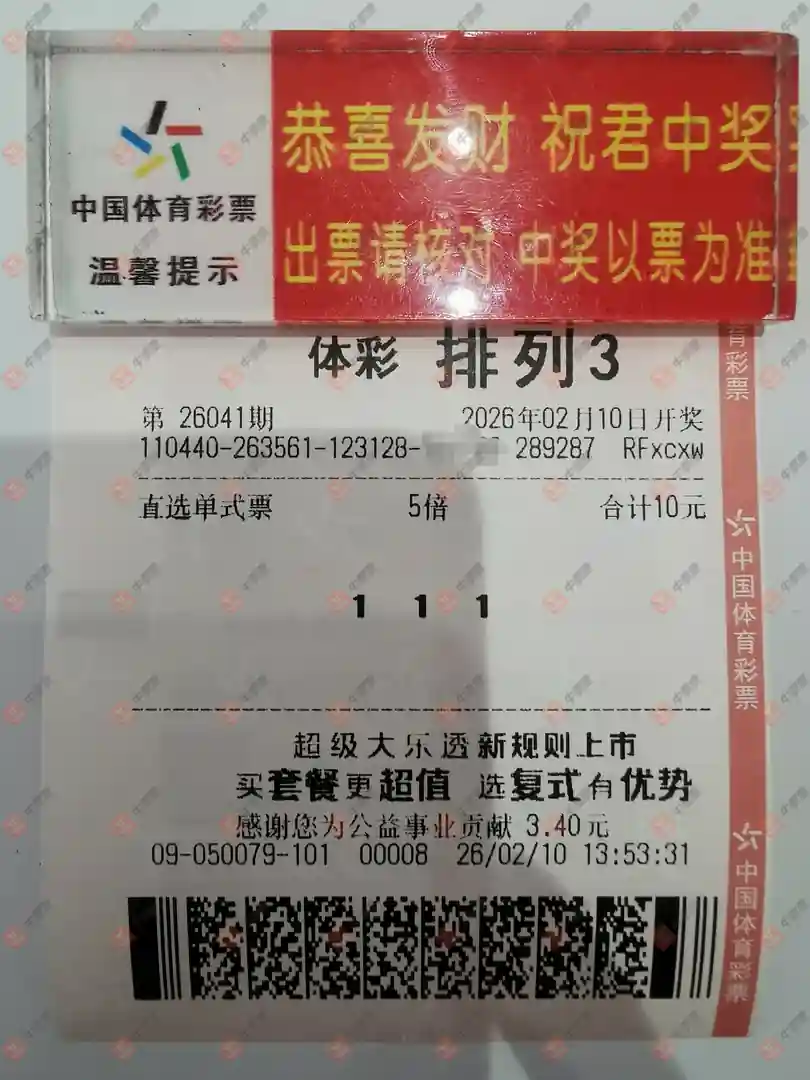 恭喜发财 祝君中奖
中国体育彩票
出票请核对 中奖以票为准
温馨提示
体彩 排列3
第 26041期 2026年02月10日开奖
110440-263561-123128- 289287 RFxcxw
直选单式票 5倍 合计10元
1 1 1
超级大乐透新规则上市
买套餐更超值 选复式有优势
感谢您为公益事业贡献 3.40元
09-050079-101 00008 26/02/10 13:53:31
育彩票
中国体育彩票
中国体育彩票